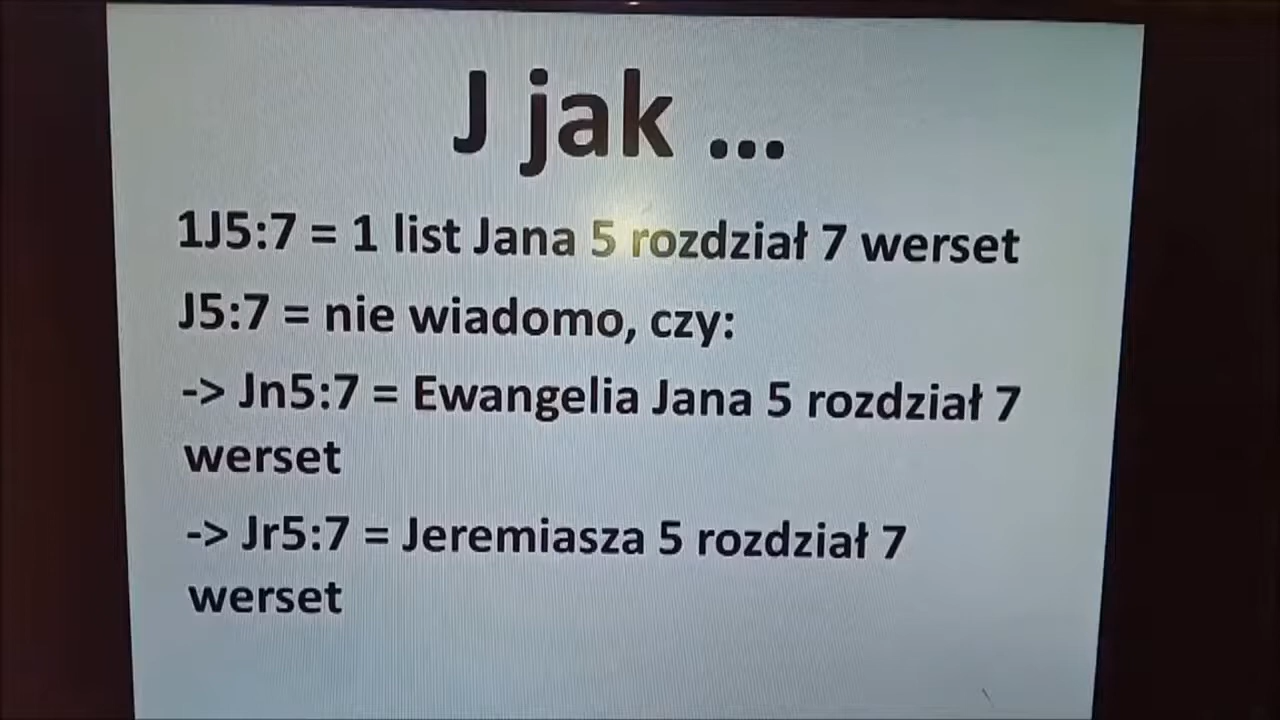 J jak ...
1J5:7 = 1 list Jana 5 rozdział 7 werset
J5:7 = nie wiadomo, czy:
-> Jn5:7 = Ewangelia Jana 5 rozdział 7
werset
-> Jr5:7 = Jeremiasza 5 rozdział 7
werset